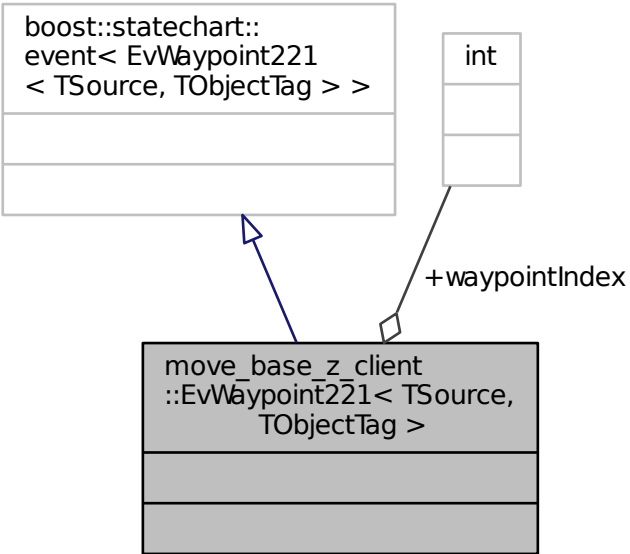 boost::statechart::
event< EvWaypoint221
< TSource, TObjectTag > >
int
+waypointIndex
move_base_z_client
::EvWaypoint221< TSource,
TObjectTag >